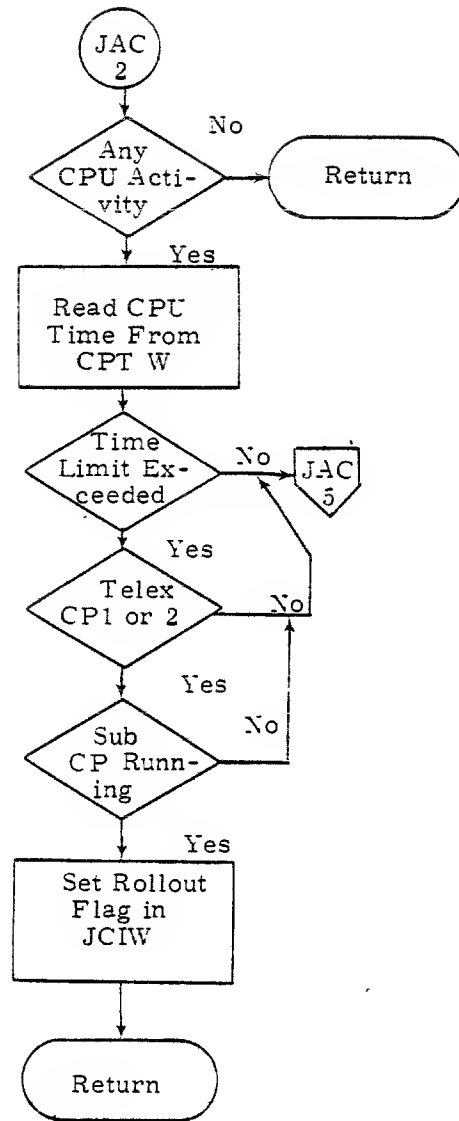 JAC
2
No
Any
CPU Acti-
vity
Return
Yes
Read CPU
Time From
CPT W
Time
Limit Ex-
ceeded
No
JAC
5
Yes
Telex
CP1 or 2
No
Yes
No
Sub
CP Runn-
ing
Yes
Set Rollout
Flag in
JCIW
Return